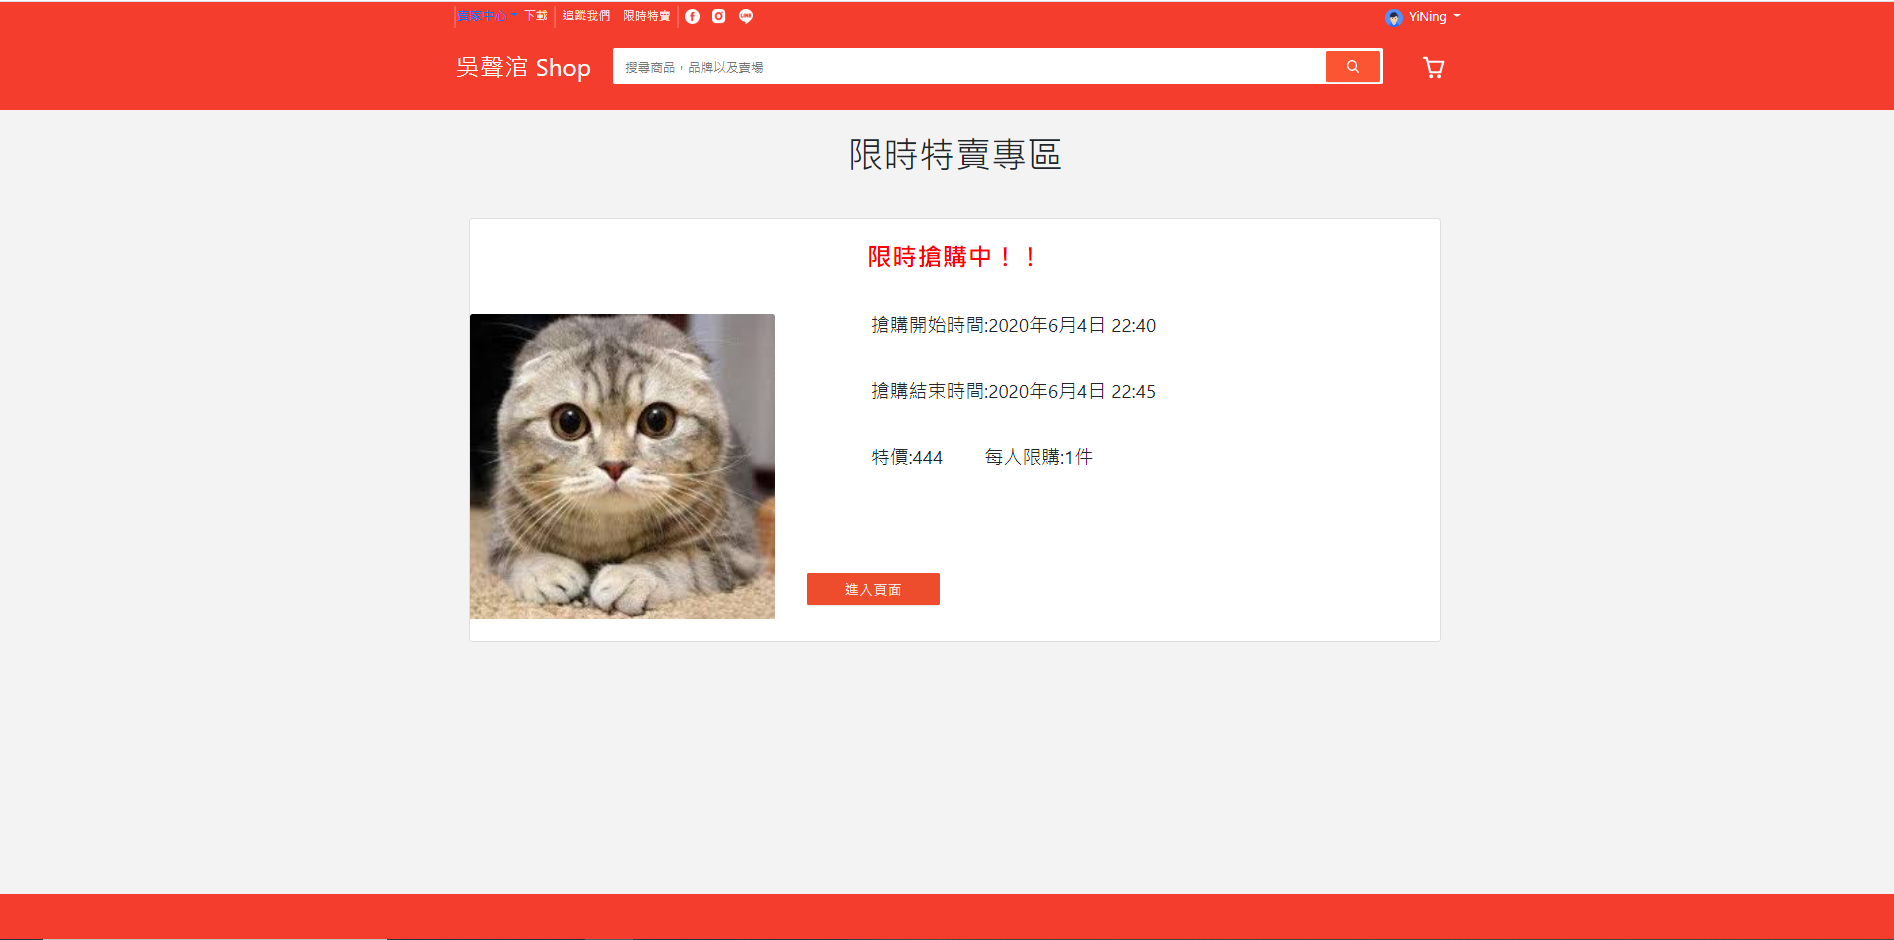 賣家中心 下載 追蹤我們 限時特賣
YiNing
吳聲涫 Shop
搜尋商品，品牌以及賣場
限時特賣專區
限時搶購中！！
搶購開始時間:2020年6月4日 22:40
搶購結束時間:2020年6月4日 22:45
特價:444 每人限購:1件
進入頁面